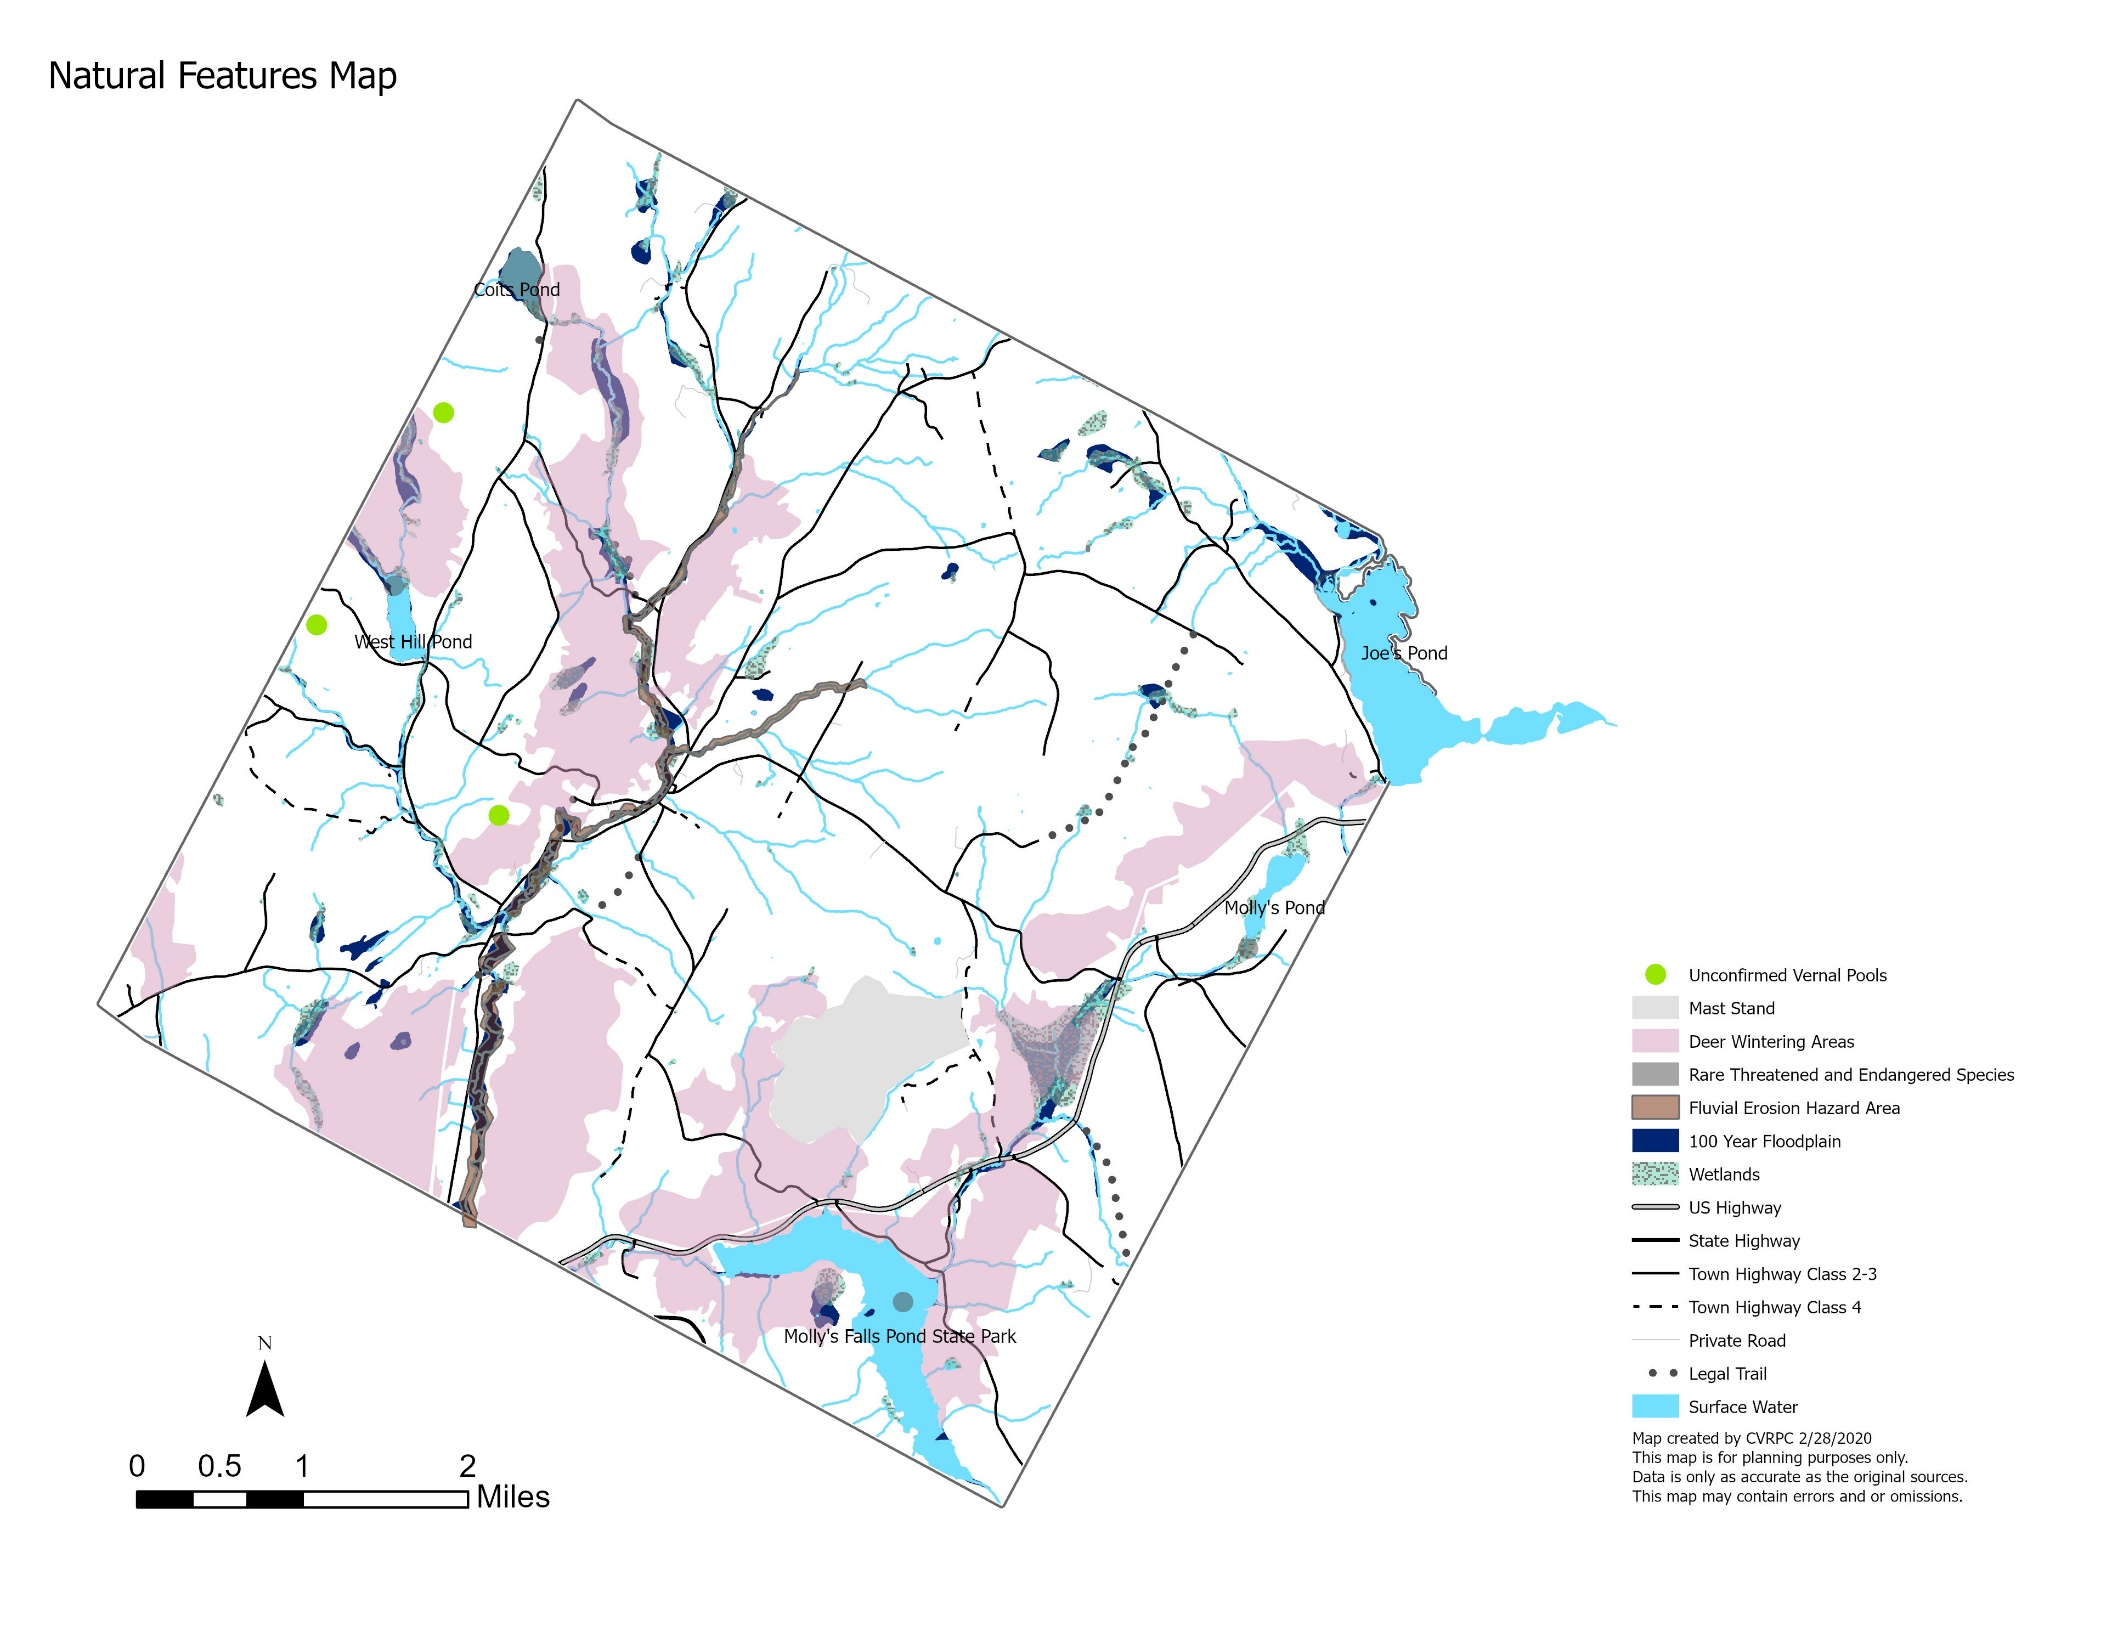 Natural Features Map
Coits Pond
West Hill Pond
Joe's Pond
Molly's Pond
Molly's Falls Pond State Park
Unconfirmed Vernal Pools
Mast Stand
Deer Wintering Areas
Rare Threatened and Endangered Species
Fluvial Erosion Hazard Area
100 Year Floodplain
Wetlands
US Highway
State Highway
Town Highway Class 2-3
Town Highway Class 4
Private Road
Legal Trail
Surface Water
Map created by CVRPC 2/28/2020
This map is for planning purposes only.
Data is only as accurate as the original sources.
This map may contain errors and or omissions.
N
0 0.5 1 2
Miles